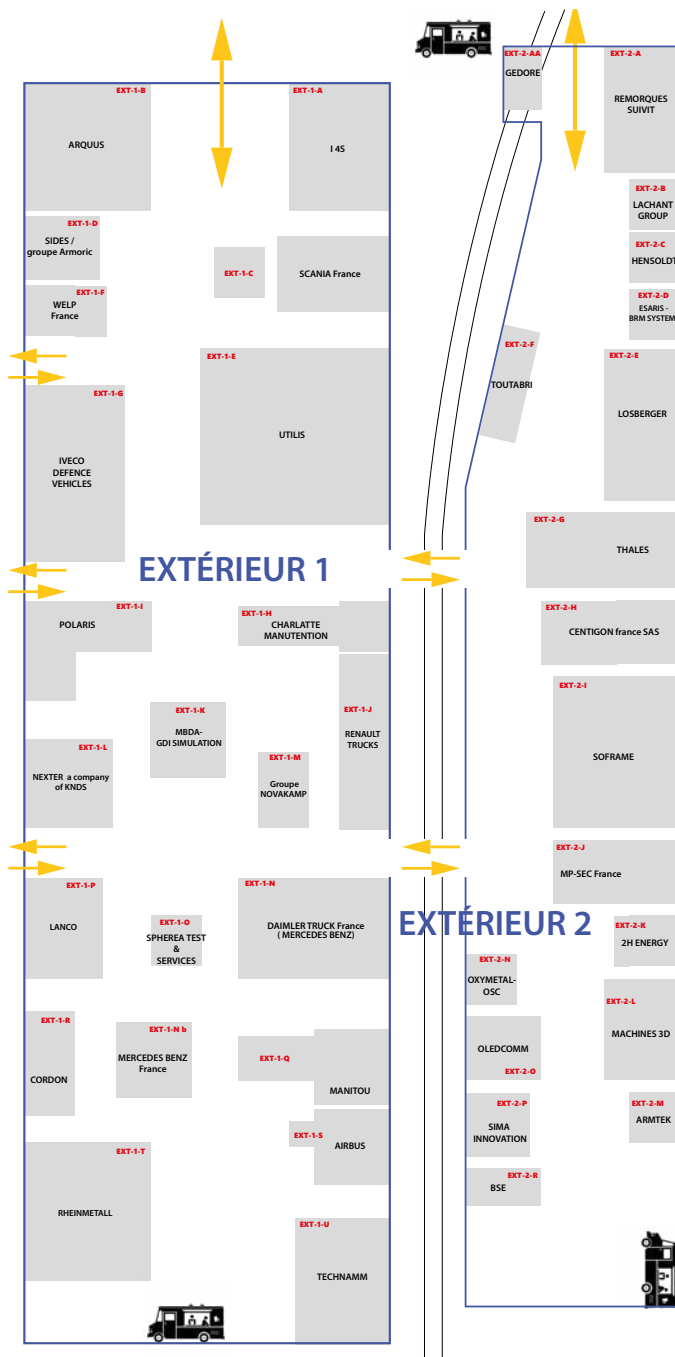 EXT-1-B
ARQUUS
EXT-1-A
I 4S
EXT-1-D
SIDES /
groupe Armoric
EXT-1-C
SCANIA France
EXT-1-F
WELP
France
EXT-1-E
UTILIS
EXT-1-G
IVECO
DEFENCE
VEHICLES
EXTÉRIEUR 1
EXT-1-I
POLARIS
EXT-1-H
CHARLATTE
MANUTENTION
EXT-1-K
MBDA-
GDI SIMULATION
EXT-1-J
RENAULT
TRUCKS
EXT-1-L
NEXTER a company
of KNDS
EXT-1-M
Groupe
NOVAKAMP
EXT-1-P
LANCO
EXT-1-O
SPHEREA TEST
&
SERVICES
EXT-1-N
DAIMLER TRUCK France
( MERCEDES BENZ)
EXT-1-R
CORDON
EXT-1-N b
MERCEDES BENZ
France
EXT-1-Q
MANITOU
EXT-1-S
AIRBUS
EXT-1-T
RHEINMETALL
EXT-1-U
TECHNAMM
EXT-2-AA
GEDORE
EXT-2-A
REMORQUES
SUIVIT
EXT-2-B
LACHANT
GROUP
EXT-2-C
HENSOLDT
EXT-2-D
ESARIS -
BRM SYSTEM
EXT-2-F
TOUTABRI
EXT-2-E
LOSBERGER
EXT-2-G
THALES
EXT-2-H
CENTIGON france SAS
EXT-2-I
SOFRAME
EXT-2-J
MP-SEC France
EXTÉRIEUR 2
EXT-2-K
2H ENERGY
EXT-2-N
OXYMETAL-
OSC
EXT-2-L
MACHINES 3D
OLEDCOMM
EXT-2-O
EXT-2-P
SIMA
INNOVATION
EXT-2-M
ARMTEK
EXT-2-R
BSE